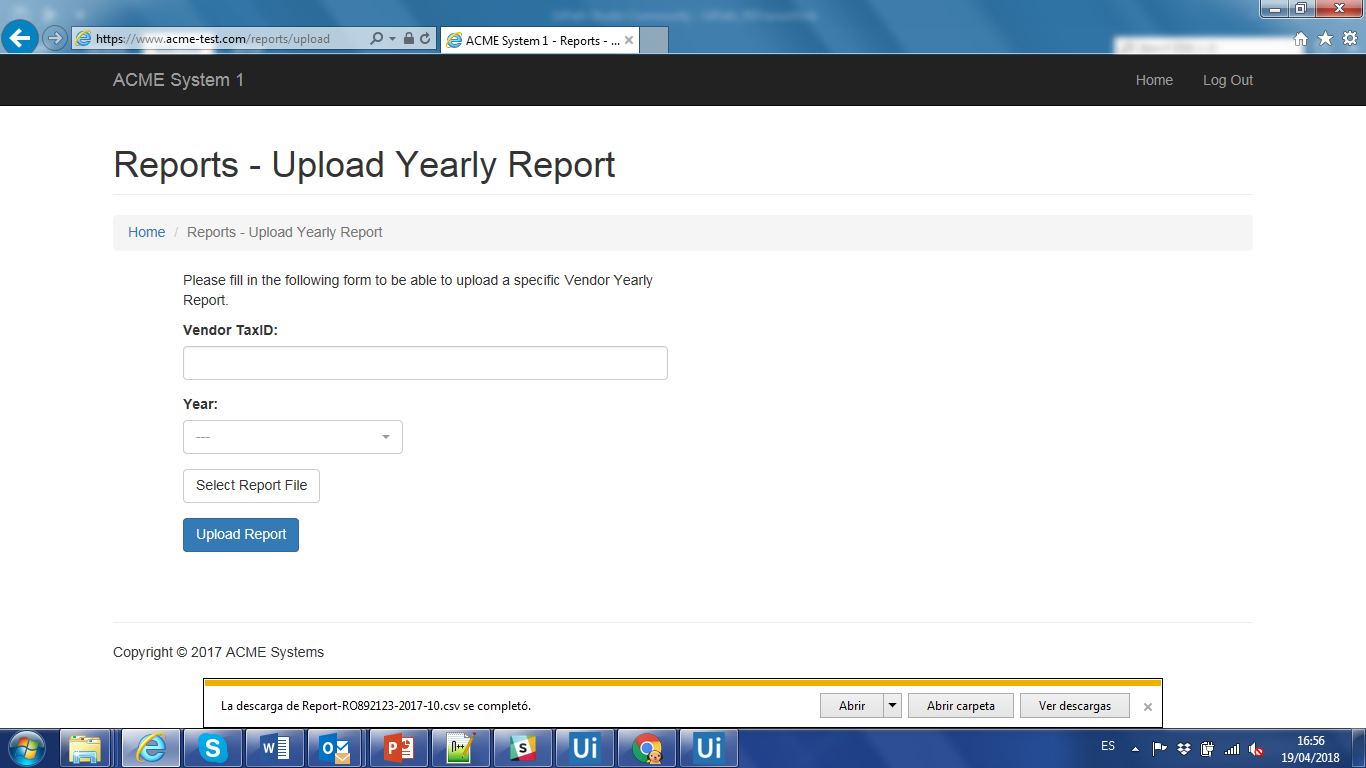 https://www.acme-test.com/reports/upload
ACME System 1 - Reports - ...
ACME System 1
Home
Log Out
Reports - Upload Yearly Report
Home / Reports - Upload Yearly Report
Please fill in the following form to be able to upload a specific Vendor Yearly
Report.
Vendor TaxID:
Year:
---
Select Report File
Upload Report
Copyright © 2017 ACME Systems
La descarga de Report-RO892123-2017-10.csv se completó.
Abrir
Abrir carpeta
Ver descargas
ES
16:56
19/04/2018